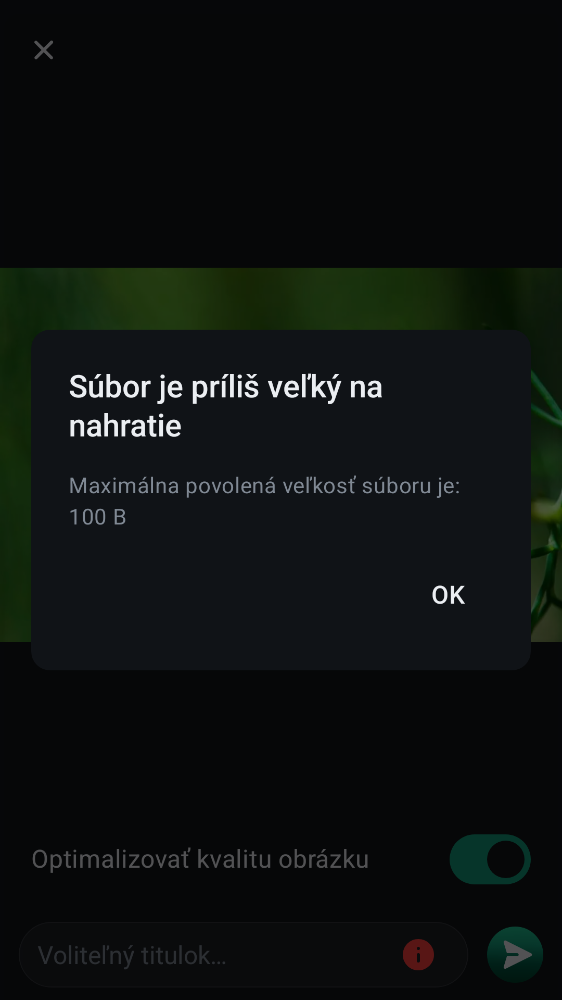 Súbor je príliš veľký na
nahratie
Maximálna povolená veľkosť súboru je:
100 B
OK
Optimalizovať kvalitu obrázku
Voliteľný titulok…